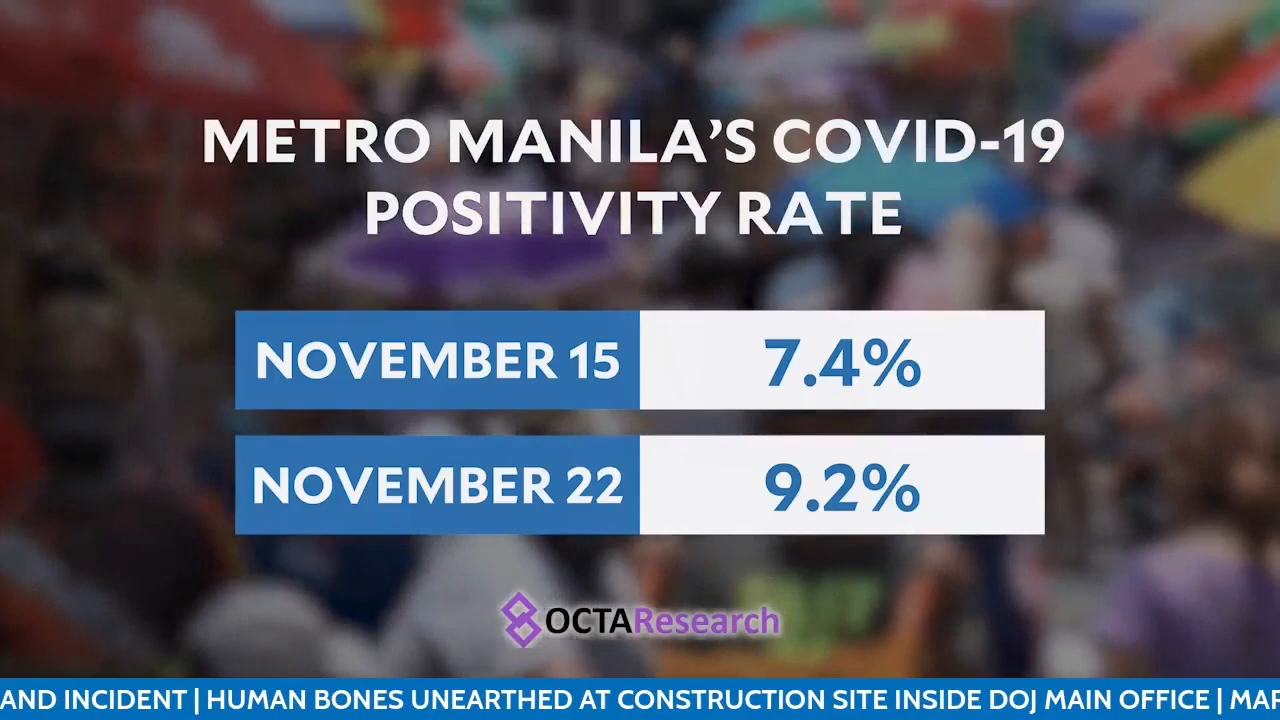 METRO MANILA'S COVID-19
POSITIVITY RATE
NOVEMBER 15 7.4%
NOVEMBER 22 9.2%
OCTAResearch
AND INCIDENT | HUMAN BONES UNEARTHED AT CONSTRUCTION SITE INSIDE DOJ MAIN OFFICE |